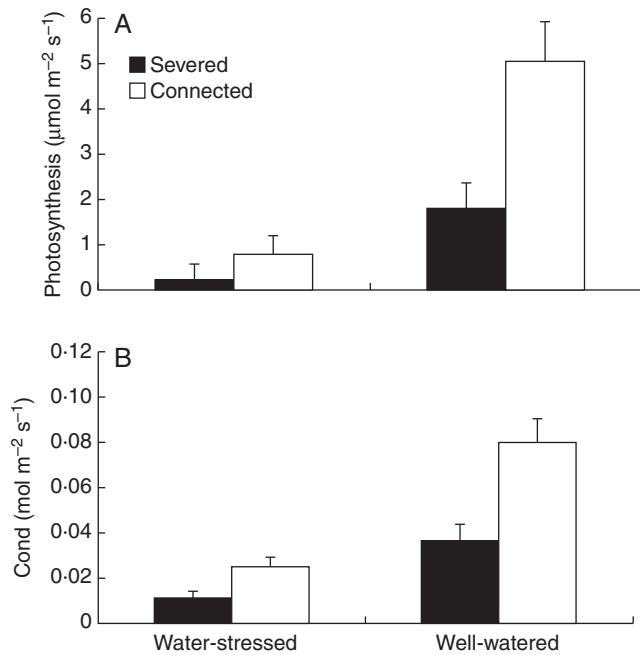 A
Severed
Connected
Photosynthesis (μmol m⁻² s⁻¹)
6
5
4
3
2
1
0
B
Cond (mol m⁻² s⁻¹)
0·12
0·10
0·08
0·06
0·04
0·02
0
Water-stressed Well-watered